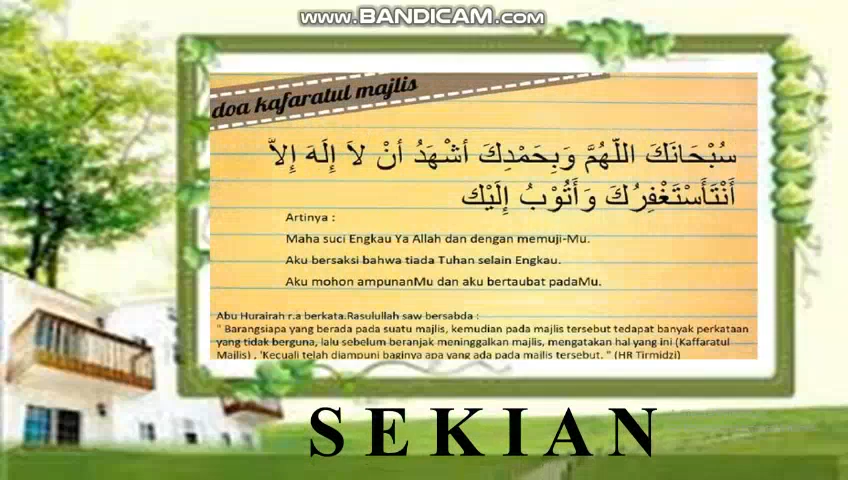 WWW.BANDICAM.COM
doa kafaratul majlis
سُبْحَانَكَ اللّهُمَّ وَبِحَمْدِكَ أَشْهَدُ أنْ لاَ إِلَهَ إِلاَّ
أَنْتَأَسْتَغْفِرُكَ وَأَتُوْبُ إِلَيْكَ
Artinya :
Maha suci Engkau Ya Allah dan dengan memuji-Mu.
Aku bersaksi bahwa tiada Tuhan selain Engkau.
Aku mohon ampunanMu dan aku bertaubat padaMu.
Abu Hurairah r.a berkata.Rasulullah saw bersabda :
" Barangsiapa yang berada pada suatu majlis, kemudian pada majlis tersebut tedapat banyak perkataan
yang tidak berguna, lalu sebelum beranjak meninggalkan majlis, mengatakan hal yang ini (Kaffaratul
Majlis) , 'Kecuali telah diampuni baginya apa yang ada pada majlis tersebut. " (HR Tirmidzi)
S E K I A N